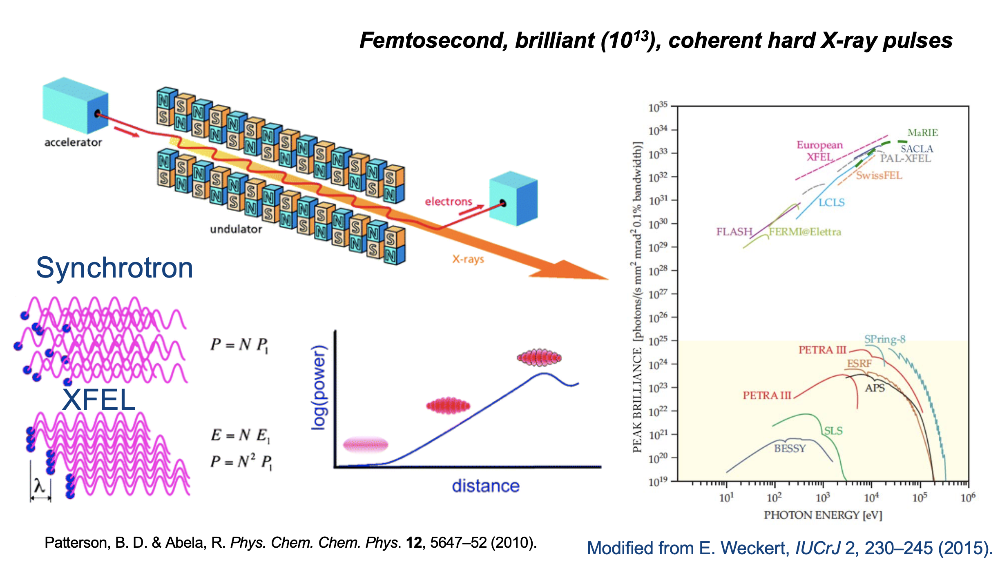 Femtosecond, brilliant (10¹³), coherent hard X-ray pulses
accelerator
N S N S N S N S N S N S N S
S N S N S N S N S N S N S N
N S N S N S N S N S N S N S
S N S N S N S N S N S N S N
undulator
electrons
X-rays
Synchrotron
P = N P₁
XFEL
E = N E₁
P = N² P₁
λ
log(power)
distance
PEAK BRILLIANCE [photons/(s mm² mrad² 0.1% bandwidth)]
10³⁵
10³⁴
10³³
10³²
10³¹
10³⁰
10²⁹
10²⁸
10²⁷
10²⁶
10²⁵
10²⁴
10²³
10²²
10²¹
10²⁰
10¹⁹
MaRIE
European
XFEL
SACLA
PAL-XFEL
SwissFEL
LCLS
FLASH
FERMI@Elettra
SPring-8
PETRA III
ESRF
APS
PETRA III
SLS
BESSY
10¹ 10² 10³ 10⁴ 10⁵ 10⁶
PHOTON ENERGY [eV]
Patterson, B. D. & Abela, R. Phys. Chem. Chem. Phys. 12, 5647–52 (2010).
Modified from E. Weckert, IUCrJ 2, 230–245 (2015).